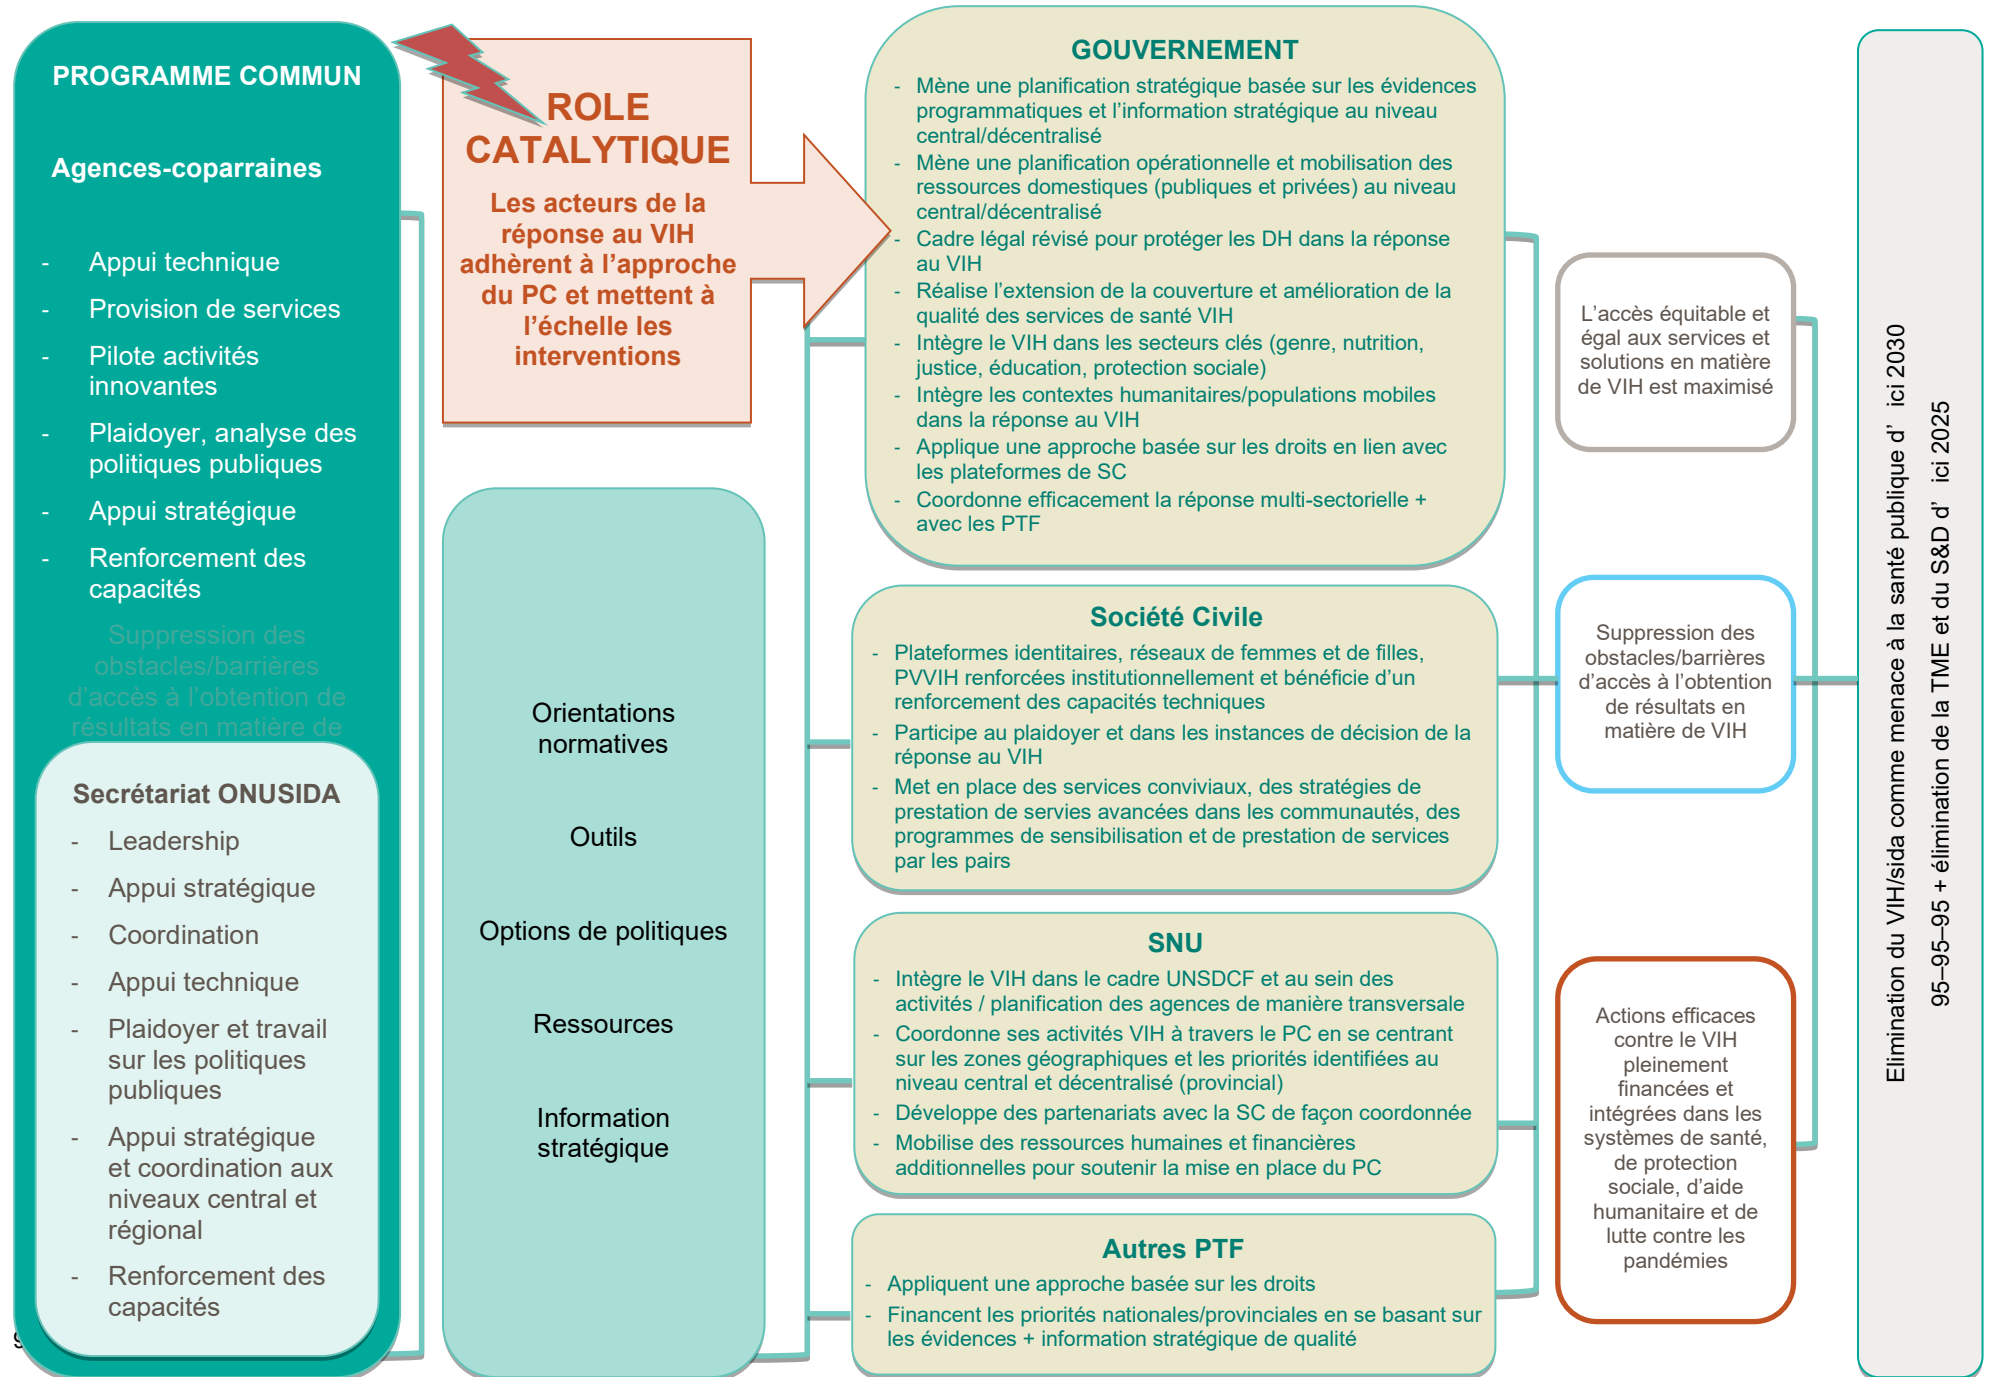 PROGRAMME COMMUN
Agences-coparraines
- Appui technique
- Provision de services
- Pilote activités
innovantes
- Plaidoyer, analyse des
politiques publiques
- Appui stratégique
- Renforcement des
capacités
Suppression des
obstacles/barrières
d'accès à l'obtention de
résultats en matière de
Secrétariat ONUSIDA
- Leadership
- Appui stratégique
- Coordination
- Appui technique
- Plaidoyer et travail
sur les politiques
publiques
- Appui stratégique
et coordination aux
niveaux central et
régional
- Renforcement des
capacités
ROLE
CATALYTIQUE
Les acteurs de la
réponse au VIH
adhèrent à l'approche
du PC et mettent à
l'échelle les
interventions
Orientations
normatives
Outils
Options de politiques
Ressources
Information
stratégique
GOUVERNEMENT
- Mène une planification stratégique basée sur les évidences
programmatiques et l'information stratégique au niveau
central/décentralisé
- Mène une planification opérationnelle et mobilisation des
ressources domestiques (publiques et privées) au niveau
central/décentralisé
- Cadre légal révisé pour protéger les DH dans la réponse
au VIH
- Réalise l'extension de la couverture et amélioration de la
qualité des services de santé VIH
- Intègre le VIH dans les secteurs clés (genre, nutrition,
justice, éducation, protection sociale)
- Intègre les contextes humanitaires/populations mobiles
dans la réponse au VIH
- Applique une approche basée sur les droits en lien avec
les plateformes de SC
- Coordonne efficacement la réponse multi-sectorielle +
avec les PTF
Société Civile
- Plateformes identitaires, réseaux de femmes et de filles,
PVVIH renforcées institutionnellement et bénéficie d'un
renforcement des capacités techniques
- Participe au plaidoyer et dans les instances de décision de la
réponse au VIH
- Met en place des services conviviaux, des stratégies de
prestation de servies avancées dans les communautés, des
programmes de sensibilisation et de prestation de services
par les pairs
SNU
- Intègre le VIH dans le cadre UNSDCF et au sein des
activités / planification des agences de manière transversale
- Coordonne ses activités VIH à travers le PC en se centrant
sur les zones géographiques et les priorités identifiées au
niveau central et décentralisé (provincial)
- Développe des partenariats avec la SC de façon coordonnée
- Mobilise des ressources humaines et financières
additionnelles pour soutenir la mise en place du PC
Autres PTF
- Appliquent une approche basée sur les droits
- Financent les priorités nationales/provinciales en se basant sur
les évidences + information stratégique de qualité
L'accès équitable et
égal aux services et
solutions en matière
de VIH est maximisé
Suppression des
obstacles/barrières
d'accès à l'obtention
de résultats en
matière de VIH
Actions efficaces
contre le VIH
pleinement
financées et
intégrées dans les
systèmes de santé,
de protection
sociale, d'aide
humanitaire et de
lutte contre les
pandémies
Elimination du VIH/sida comme menace à la santé publique d' ici 2030
95–95–95 + élimination de la TME et du S&D d' ici 2025